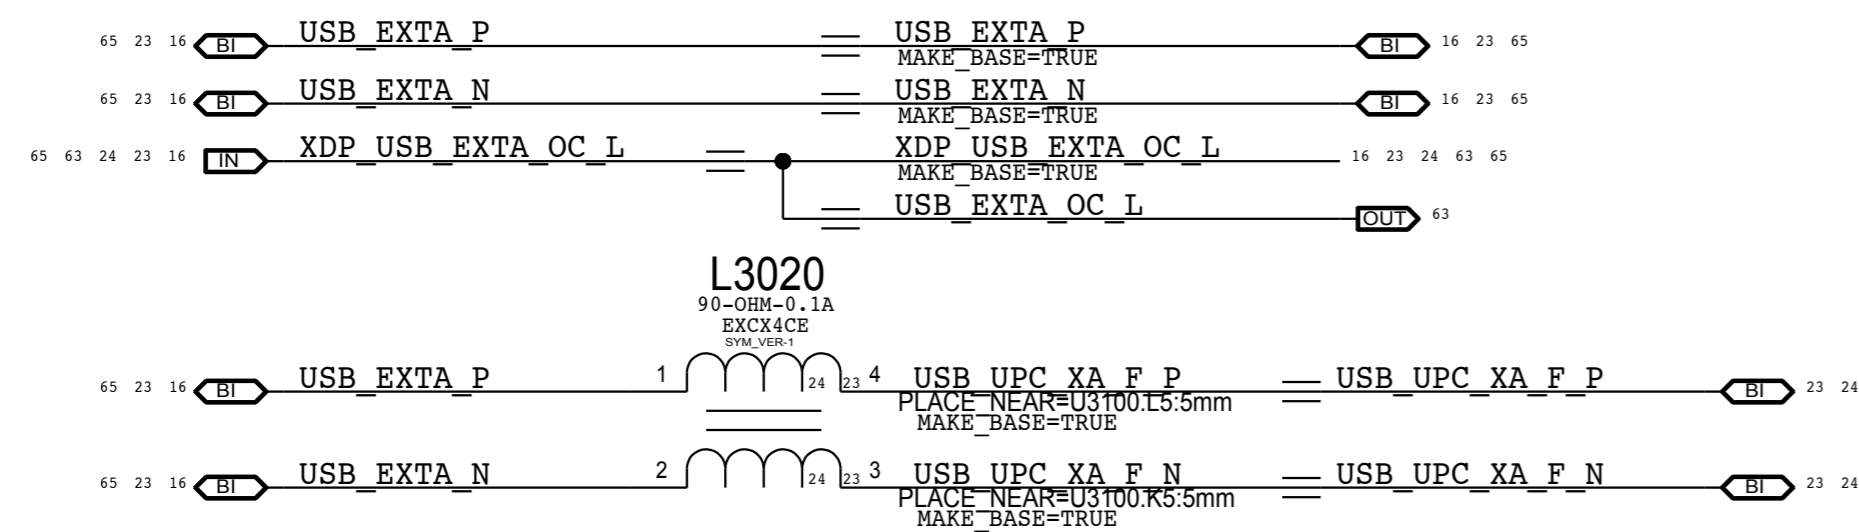 65 23 16 BI USB_EXTA_P USB_EXTA_P BI 16 23 65
MAKE_BASE=TRUE
65 23 16 BI USB_EXTA_N USB_EXTA_N BI 16 23 65
MAKE_BASE=TRUE
65 63 24 23 16 IN XDP_USB_EXTA_OC_L XDP_USB_EXTA_OC_L 16 23 24 63 65
MAKE_BASE=TRUE
USB_EXTA_OC_L OUT 63
L3020
90-OHM-0.1A
EXCX4CE
SYM_VER-1
65 23 16 BI USB_EXTA_P 1 24 23 4 USB_UPC_XA_F_P USB_UPC_XA_F_P BI 23 24
PLACE_NEAR=U3100.L5:5mm
MAKE_BASE=TRUE
65 23 16 BI USB_EXTA_N 2 24 23 3 USB_UPC_XA_F_N USB_UPC_XA_F_N BI 23 24
PLACE_NEAR=U3100.K5:5mm
MAKE_BASE=TRUE